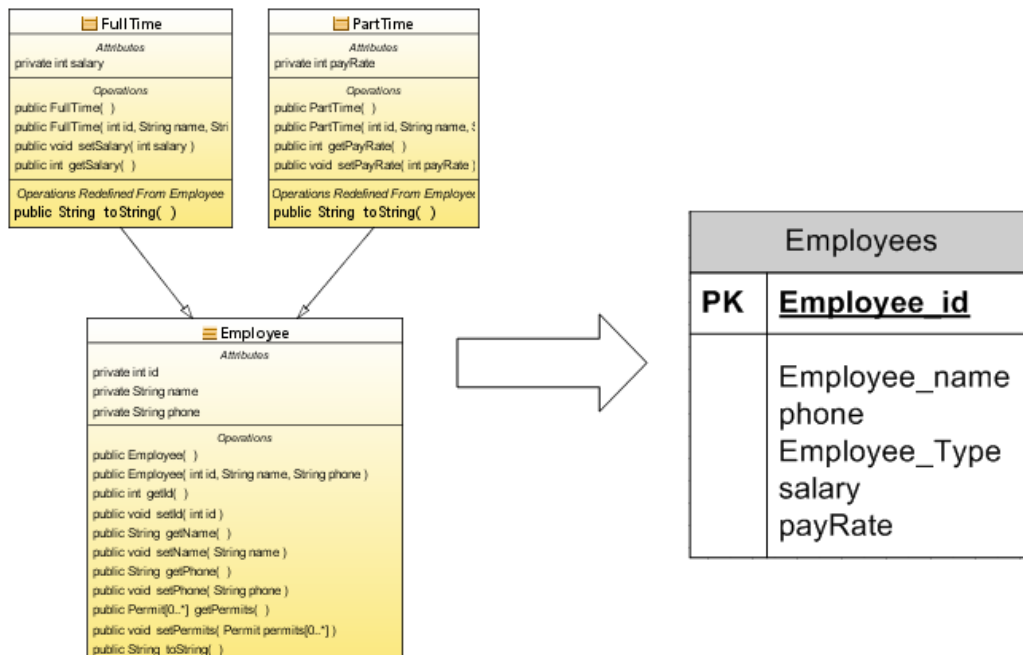 FullTime
Attributes
private int salary
Operations
public FullTime( )
public FullTime( int id, String name, Stri
public void setSalary( int salary )
public int getSalary( )
Operations Redefined From Employee
public String toString( )
PartTime
Attributes
private int payRate
Operations
public PartTime( )
public PartTime( int id, String name, S
public int getPayRate( )
public void setPayRate( int payRate )
Operations Redefined From Employee
public String toString( )
Employee
Attributes
private int id
private String name
private String phone
Operations
public Employee( )
public Employee( int id, String name, String phone )
public int getId( )
public void setId( int id )
public String getName( )
public void setName( String name )
public String getPhone( )
public void setPhone( String phone )
public Permit[0..*] getPermits( )
public void setPermits( Permit permits[0..*] )
public String toString( )
Employees
PK Employee_id
Employee_name
phone
Employee_Type
salary
payRate